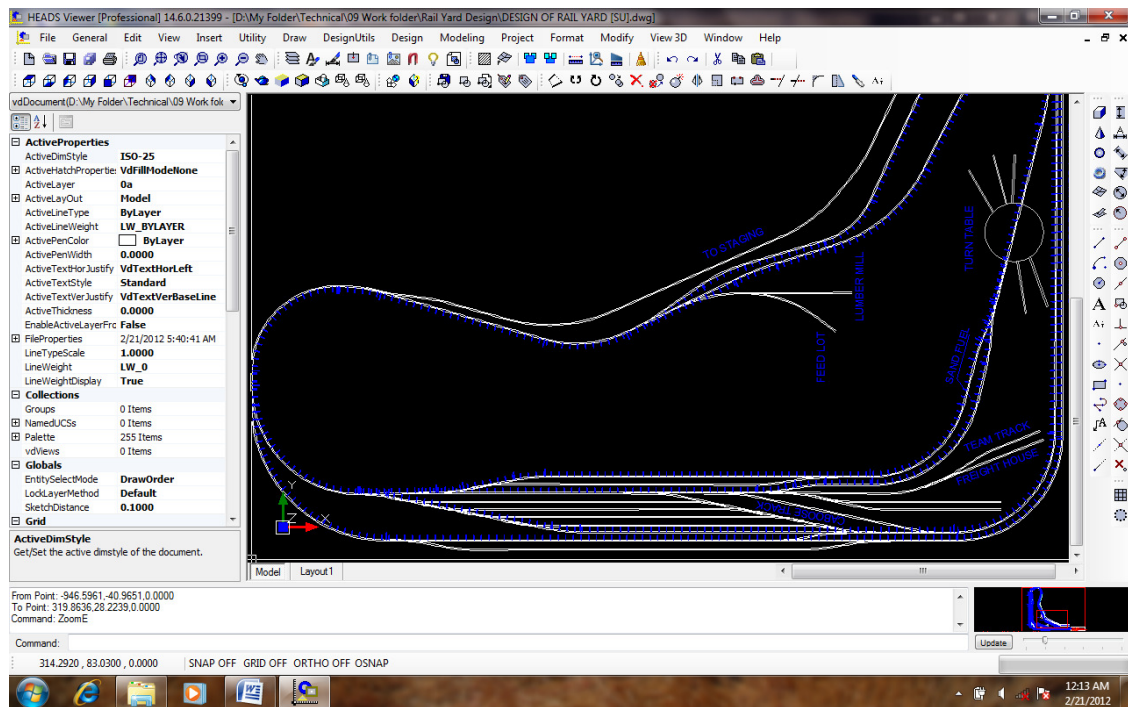 HEADS Viewer [Professional] 14.6.0.21399 - [D:\My Folder\Technical\09 Work folder\Rail Yard Design\DESIGN OF RAIL YARD [SU].dwg]
File General Edit View Insert Utility Draw DesignUtils Design Modeling Project Format Modify View 3D Window Help
vdDocument(D:\My Folder\Technical\09 Work fok
ActiveProperties
ActiveDimStyle ISO-25
ActiveHatchPropertie: VdFillModeNone
ActiveLayer 0a
ActiveLayOut Model
ActiveLineType ByLayer
ActiveLineWeight LW_BYLAYER
ActivePenColor ByLayer
ActivePenWidth 0.0000
ActiveTextHorJustify VdTextHorLeft
ActiveTextStyle Standard
ActiveTextVerJustify VdTextVerBaseLine
ActiveThickness 0.0000
EnableActiveLayerFrc False
FileProperties 2/21/2012 5:40:41 AM
LineTypeScale 1.0000
LineWeight LW_0
LineWeightDisplay True
Collections
Groups 0 Items
NamedUCSs 0 Items
Palette 255 Items
vdViews 0 Items
Globals
EntitySelectMode DrawOrder
LockLayerMethod Default
SketchDistance 0.1000
Grid
ActiveDimStyle
Get/Set the active dimstyle of the document.
TO STAGING
LUMBER MILL
TURN TABLE
FEED LOT
SAND FUEL
TEAM TRACK
FREIGHT HOUSE
CABOOSE TRACK
Y
Z X
Model Layout1
From Point: -946.5961,-40.9651,0.0000
To Point: 319.8636,28.2239,0.0000
Command: ZoomE
Command:
Update
314.2920 , 83.0300 , 0.0000 SNAP OFF GRID OFF ORTHO OFF OSNAP
12:13 AM
2/21/2012